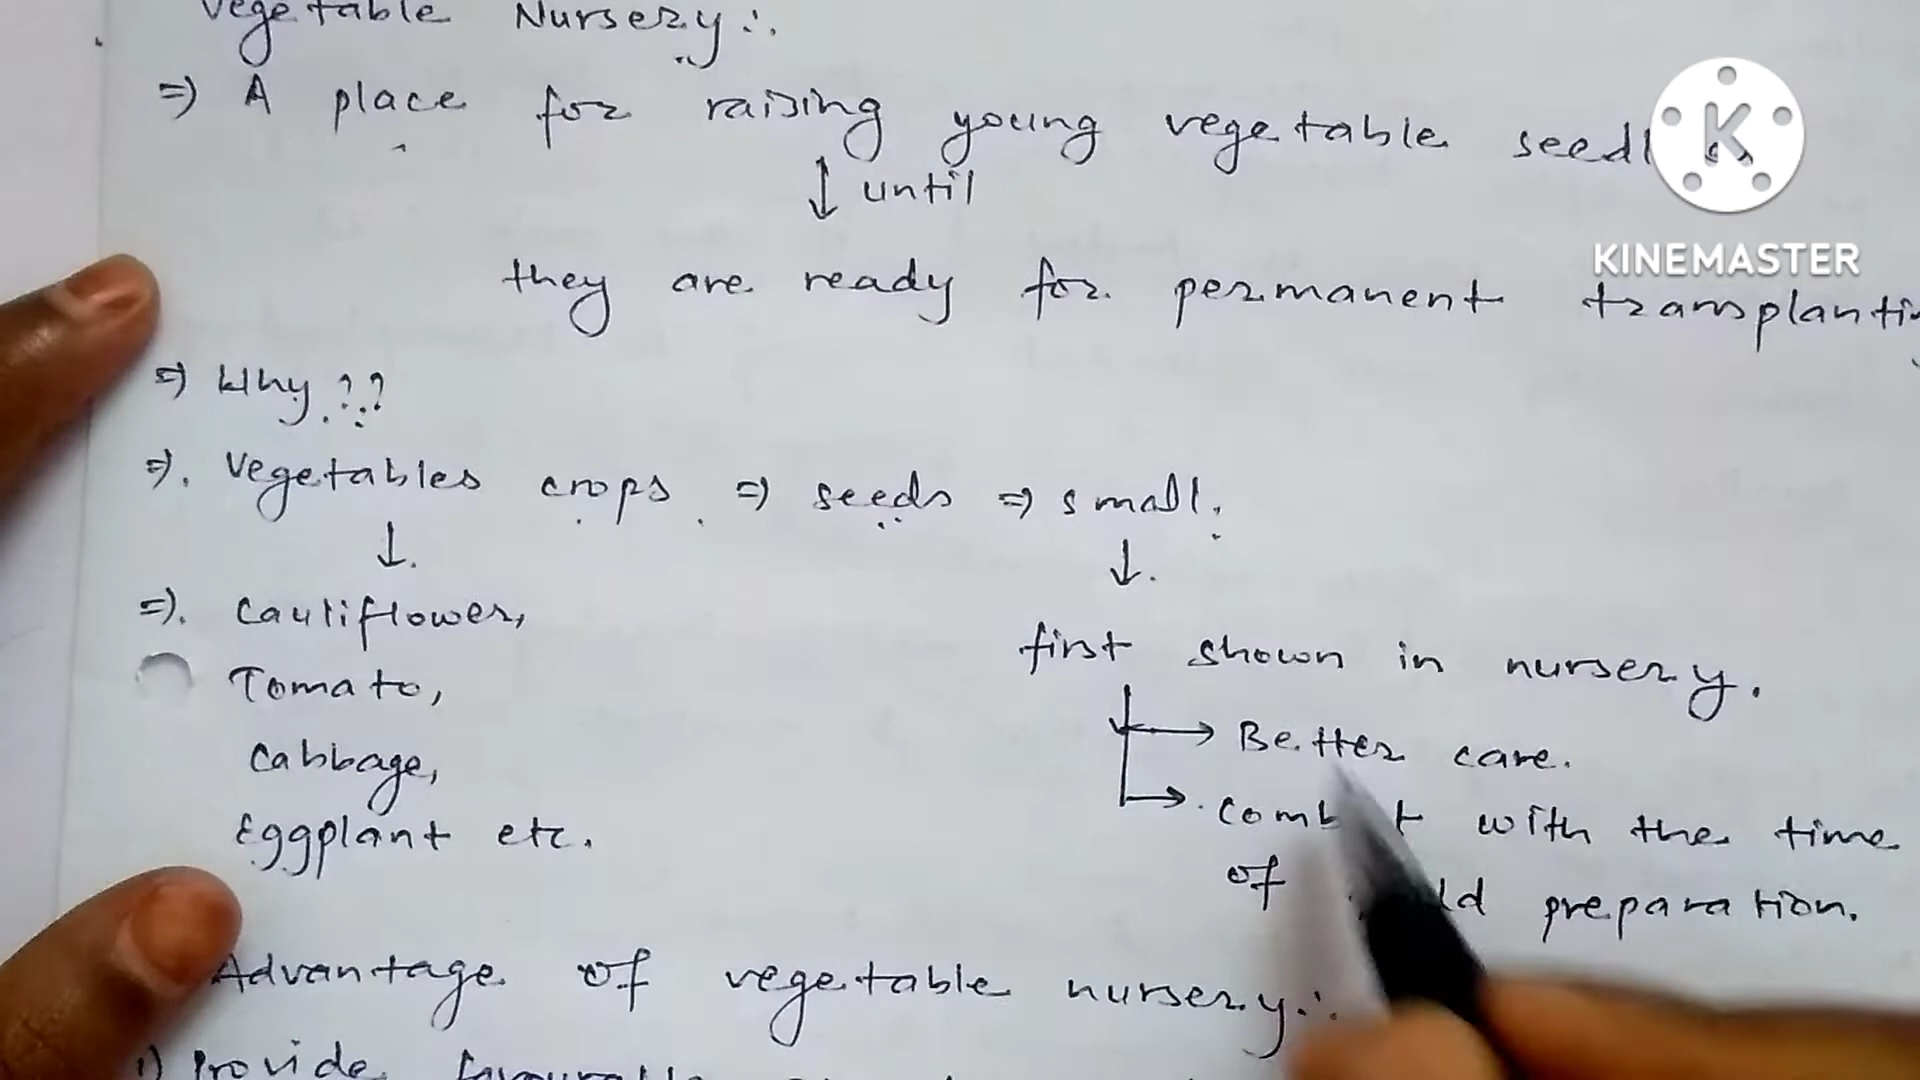 Vegetable Nursery:.
=) A place for raising young vegetable
↓ until
they are ready for permanent
=) Why ???
=). Vegetables crops => seeds => small.
↓ ↓.
=). Cauliflower, first shown in nursery.
Tomato, → Better care.
Cabbage, → with the time
Eggplant etc. of preparation.
Advantage of vegetable nursery:.
1) Provide
K
KINEMASTER